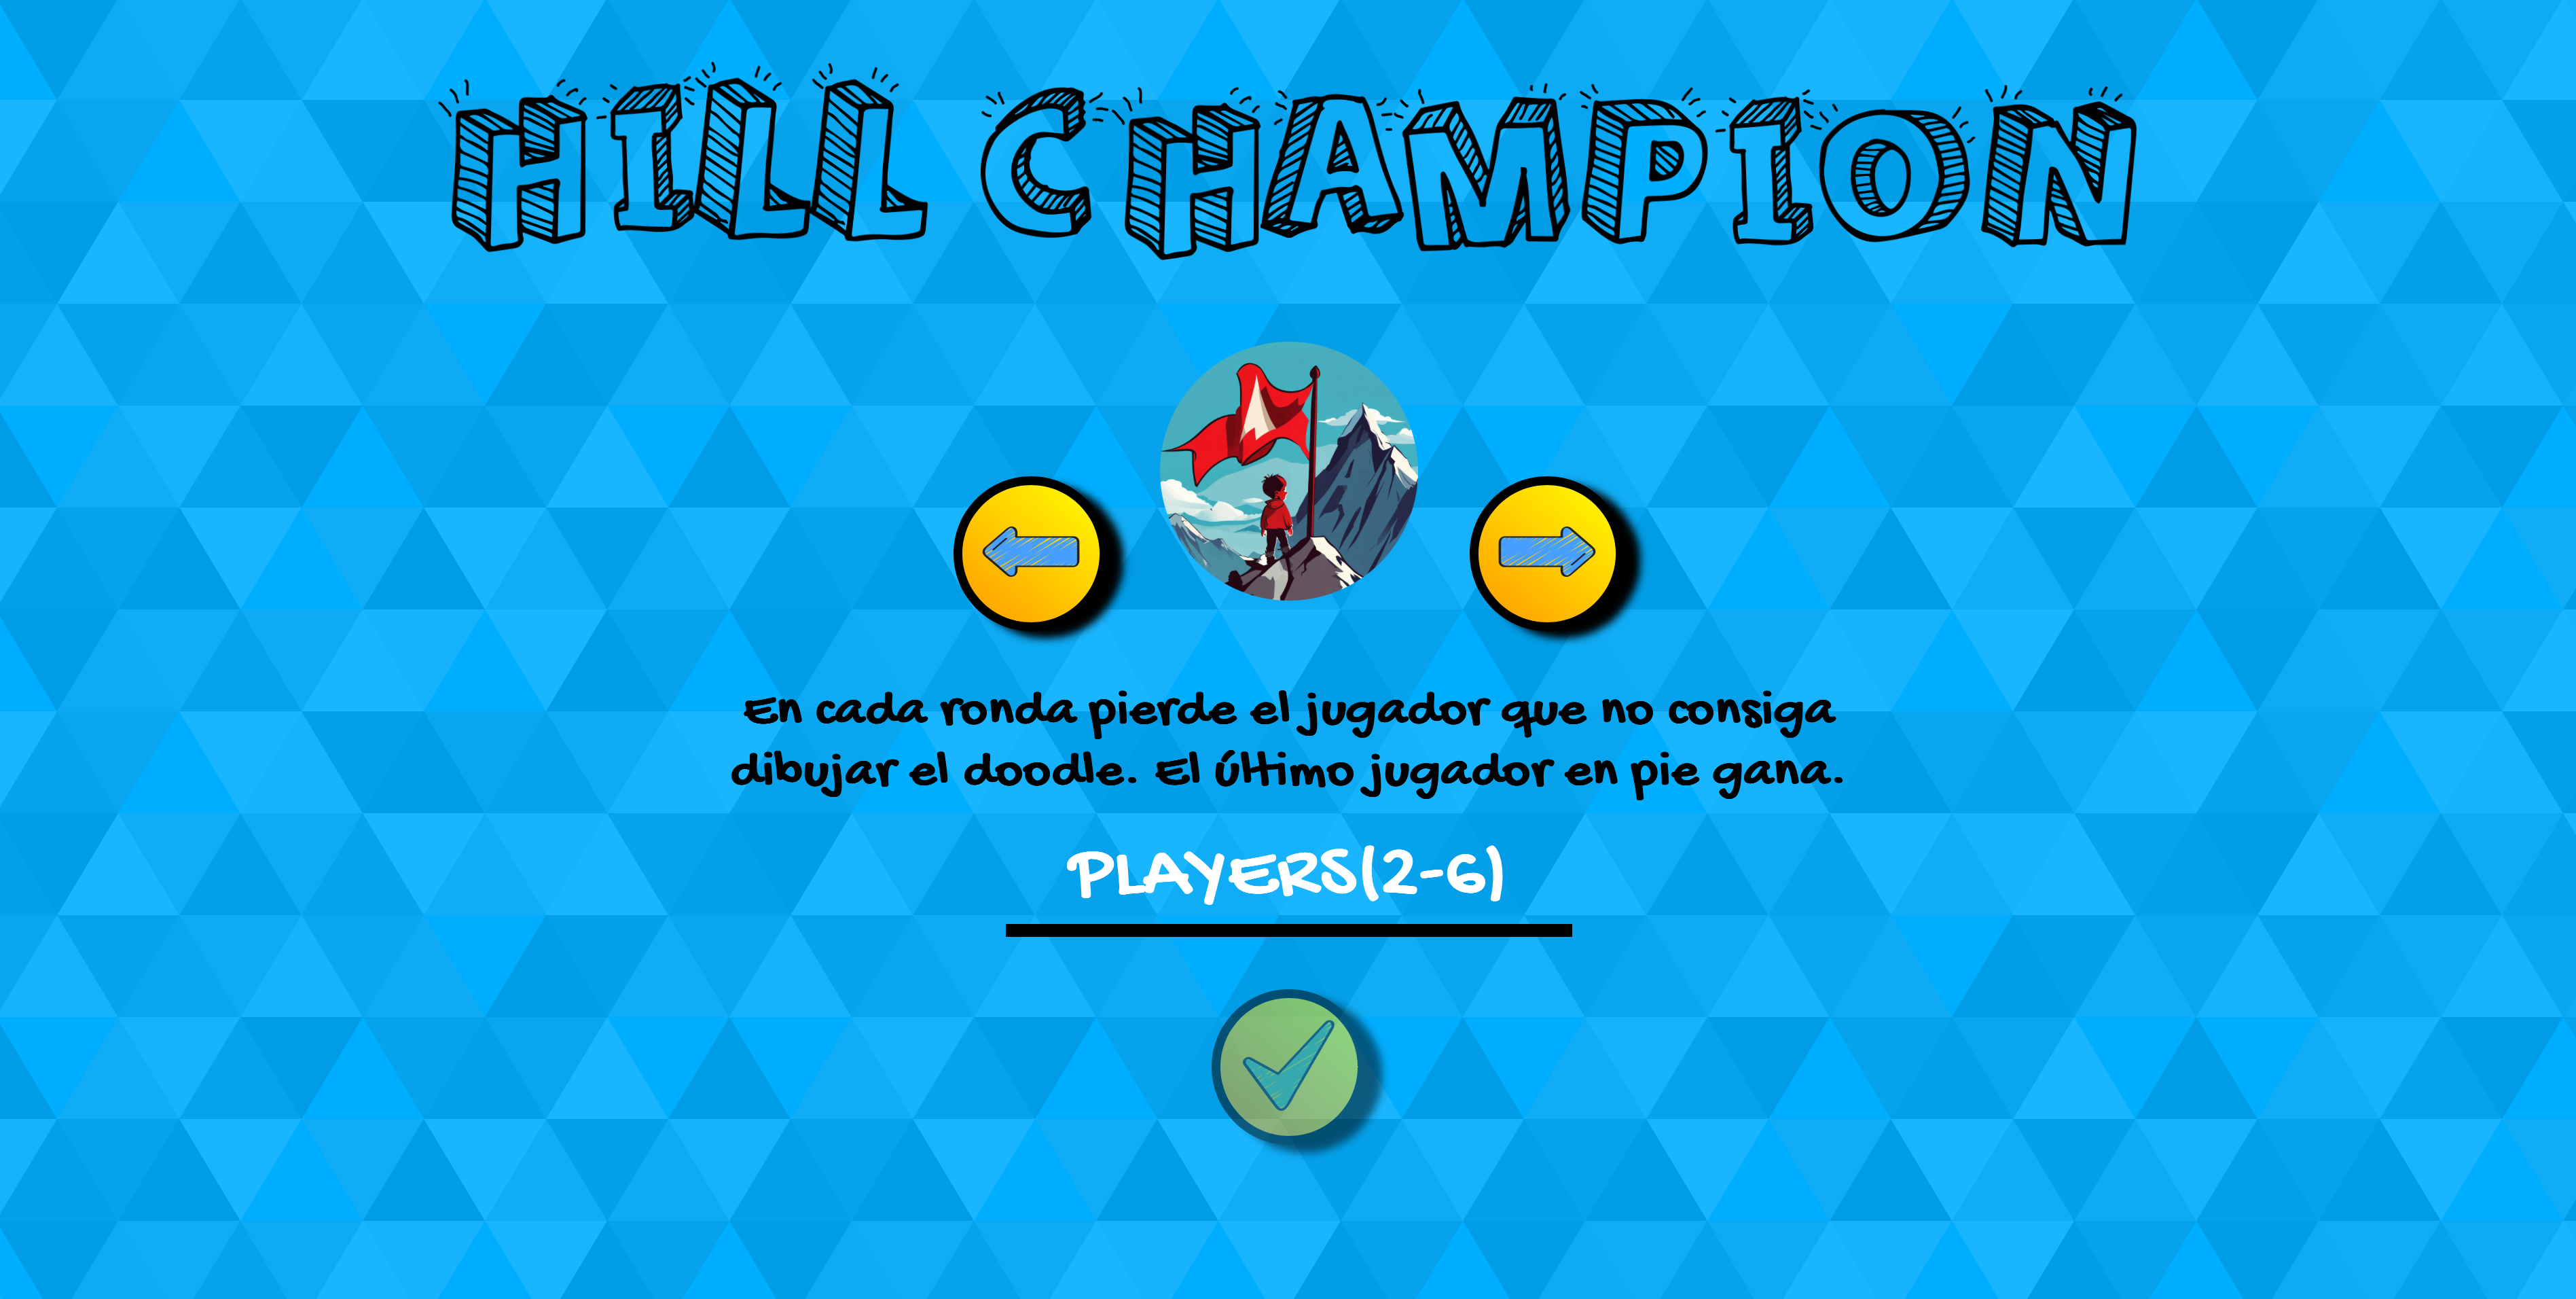 HILL CHAMPION
En cada ronda pierde el jugador que no consiga
dibujar el doodle. El último jugador en pie gana.
PLAYERS(2-6)